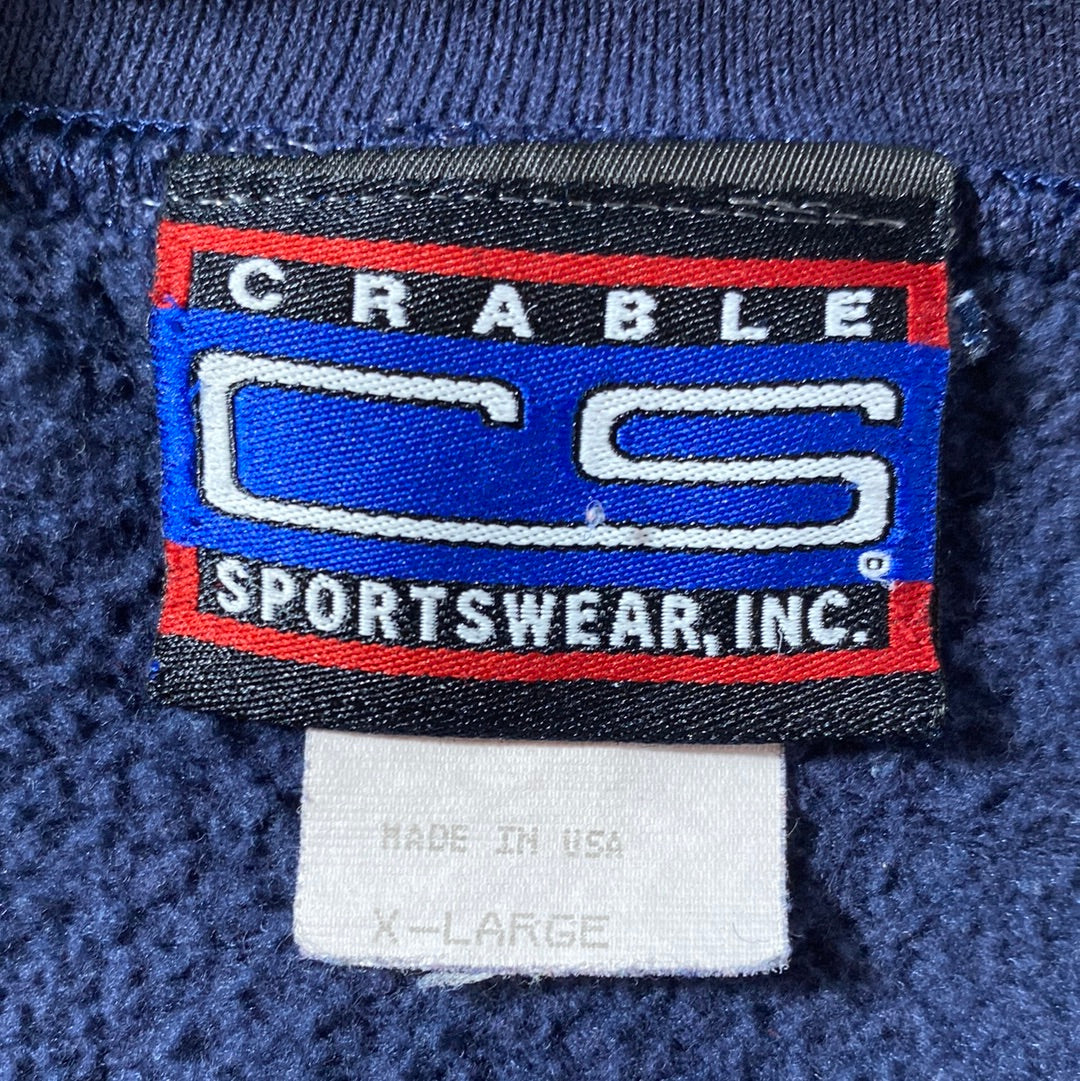 CRABLE
CS
SPORTSWEAR, INC.
MADE IN USA
X-LARGE